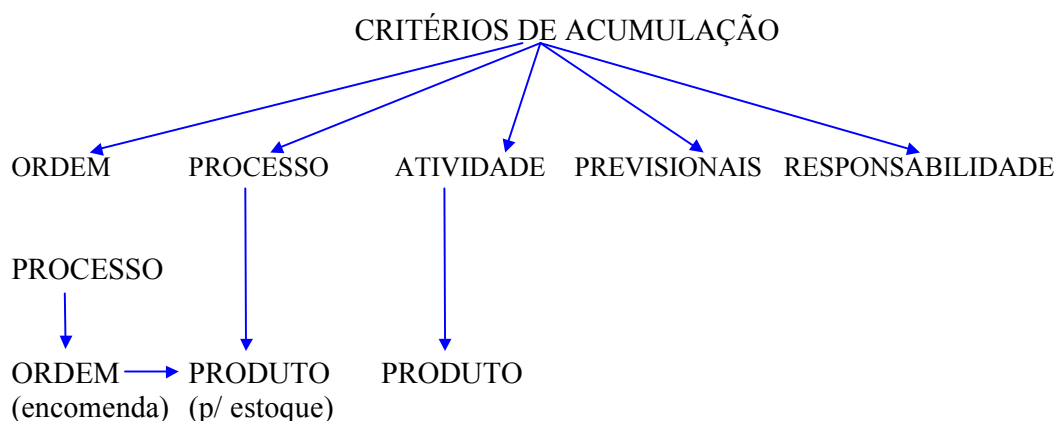 CRITÉRIOS DE ACUMULAÇÃO
ORDEM PROCESSO ATIVIDADE PREVISIONAIS RESPONSABILIDADE
PROCESSO
ORDEM PRODUTO PRODUTO
(encomenda) (p/ estoque)